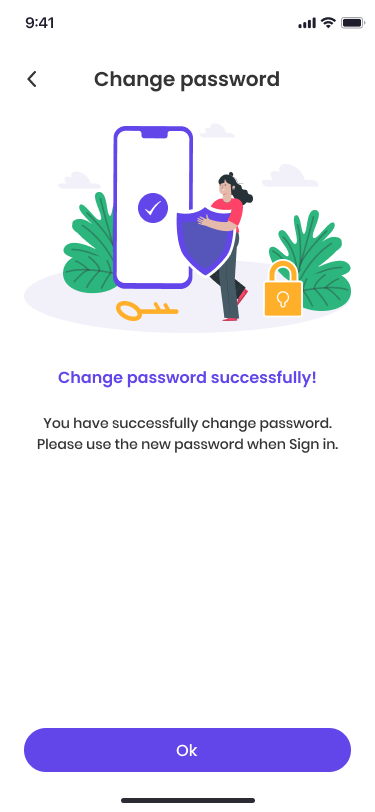 9:41
Change password
Change password successfully!
You have successfully change password.
Please use the new password when Sign in.
Ok